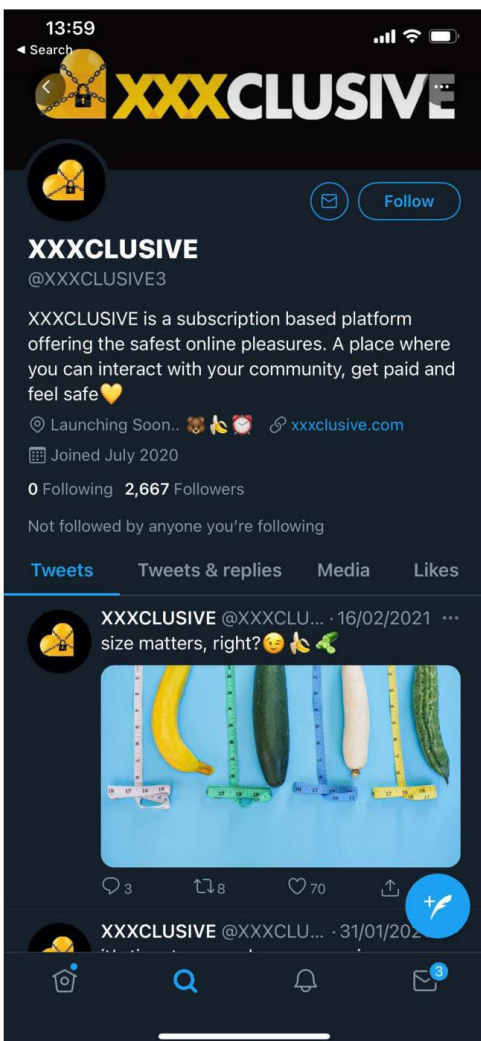 13:59
◄ Search
XXXCLUSIVE
Follow
XXXCLUSIVE
@XXXCLUSIVE3
XXXCLUSIVE is a subscription based platform
offering the safest online pleasures. A place where
you can interact with your community, get paid and
feel safe💛
Launching Soon.. 🐻🍌⏰ xxxclusive.com
Joined July 2020
0 Following 2,667 Followers
Not followed by anyone you're following
Tweets Tweets & replies Media Likes
XXXCLUSIVE @XXXCLU... · 16/02/2021
size matters, right?😉🍌🥒
3 8 70
XXXCLUSIVE @XXXCLU... · 31/01/202
3